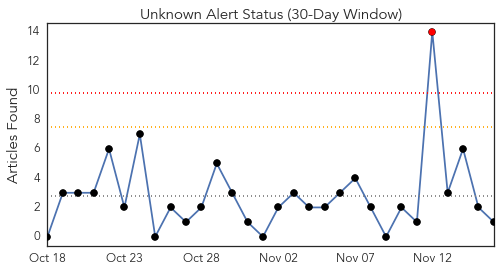 Unknown Alert Status (30-Day Window)
Articles Found
14
12
10
8
6
4
2
0
Oct 18 Oct 23 Oct 28 Nov 02 Nov 07 Nov 12